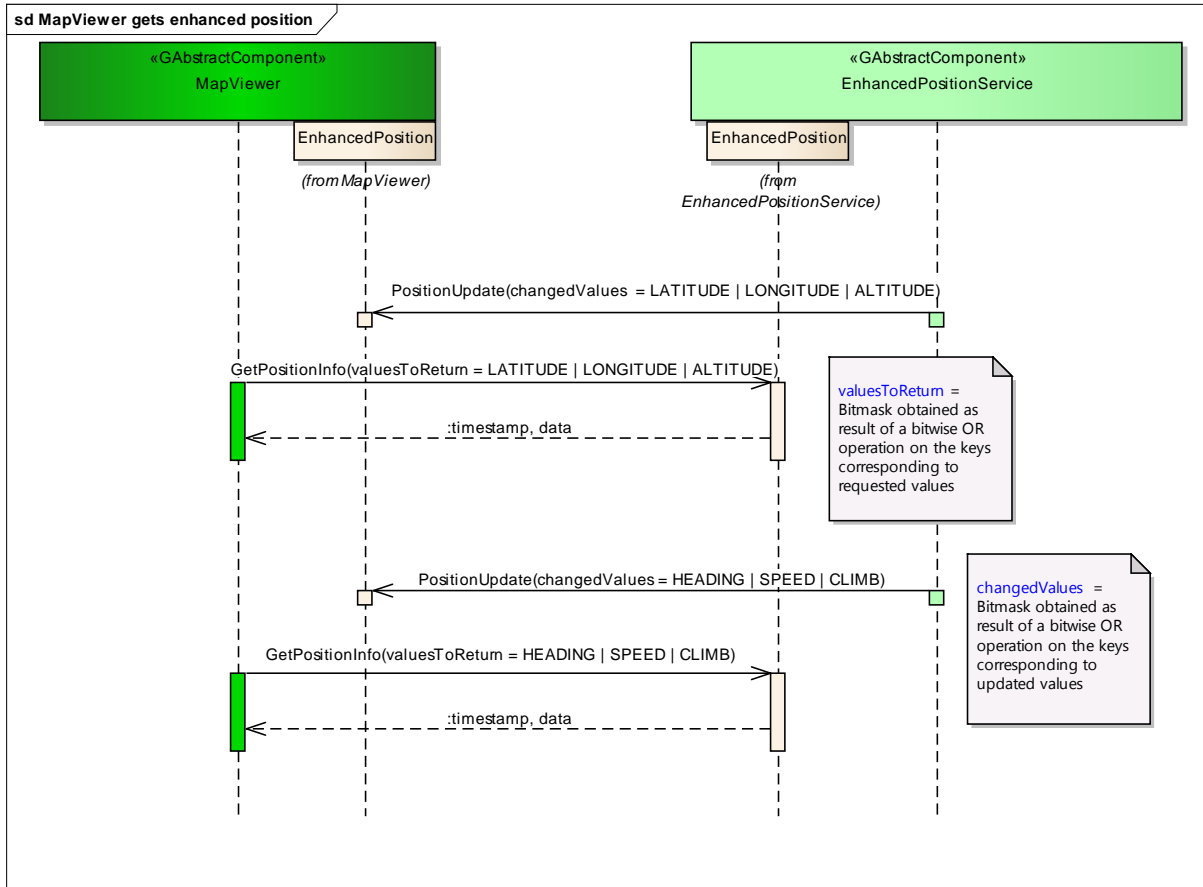 sd MapViewer gets enhanced position
«GAbstractComponent»
MapViewer
«GAbstractComponent»
EnhancedPositionService
EnhancedPosition
EnhancedPosition
(from MapViewer)
(from
EnhancedPositionService)
PositionUpdate(changedValues = LATITUDE | LONGITUDE | ALTITUDE)
GetPositionInfo(valuesToReturn = LATITUDE | LONGITUDE | ALTITUDE)
:timestamp, data
valuesToReturn =
Bitmask obtained as
result of a bitwise OR
operation on the keys
corresponding to
requested values
PositionUpdate(changedValues = HEADING | SPEED | CLIMB)
changedValues =
Bitmask obtained as
result of a bitwise OR
operation on the keys
corresponding to
updated values
GetPositionInfo(valuesToReturn = HEADING | SPEED | CLIMB)
:timestamp, data